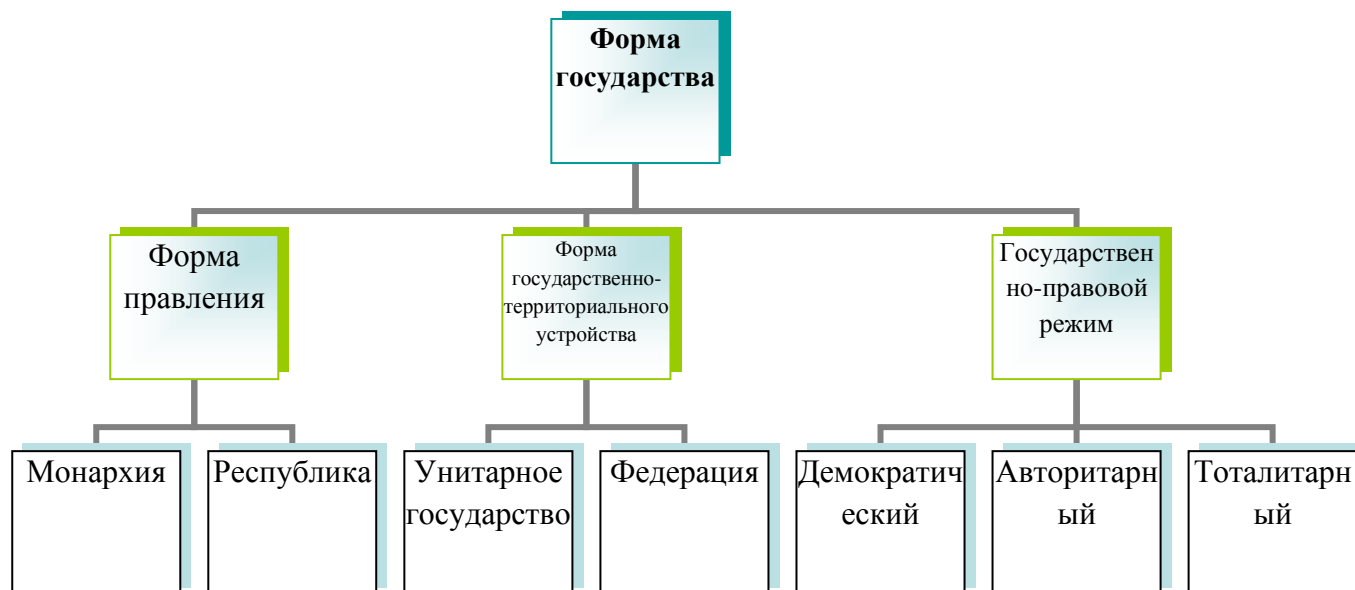 Форма
государства
Форма
правления
Форма
государственно-
территориального
устройства
Государствен
но-правовой
режим
Монархия
Республика
Унитарное
государство
Федерация
Демократич
еский
Авторитарн
ый
Тоталитарн
ый